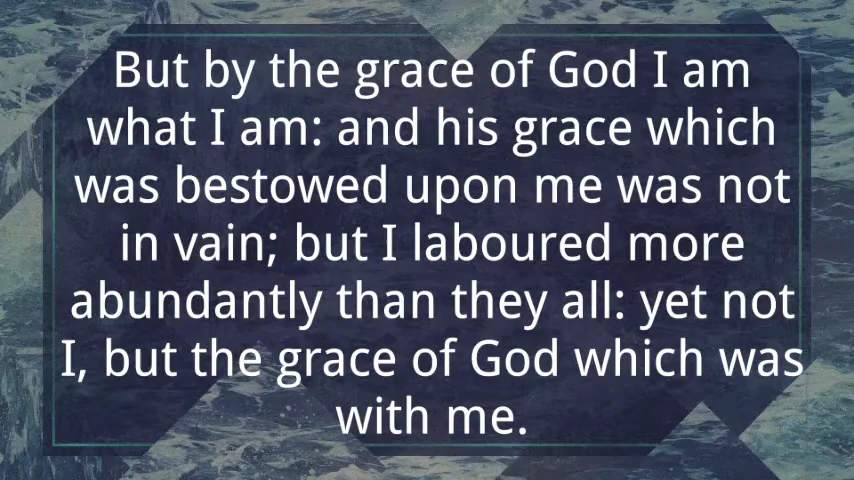 But by the grace of God I am
what I am: and his grace which
was bestowed upon me was not
in vain; but I laboured more
abundantly than they all: yet not
I, but the grace of God which was
with me.